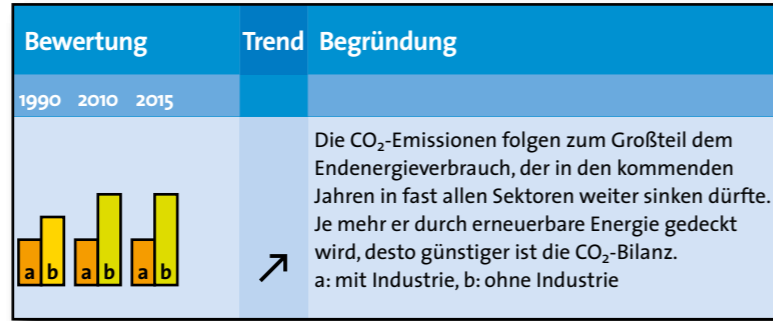 Bewertung Trend Begründung
1990 2010 2015
Die CO₂-Emissionen folgen zum Großteil dem
Endenergieverbrauch, der in den kommenden
Jahren in fast allen Sektoren weiter sinken dürfte.
Je mehr er durch erneuerbare Energie gedeckt
wird, desto günstiger ist die CO₂-Bilanz.
a: mit Industrie, b: ohne Industrie
a b a b a b